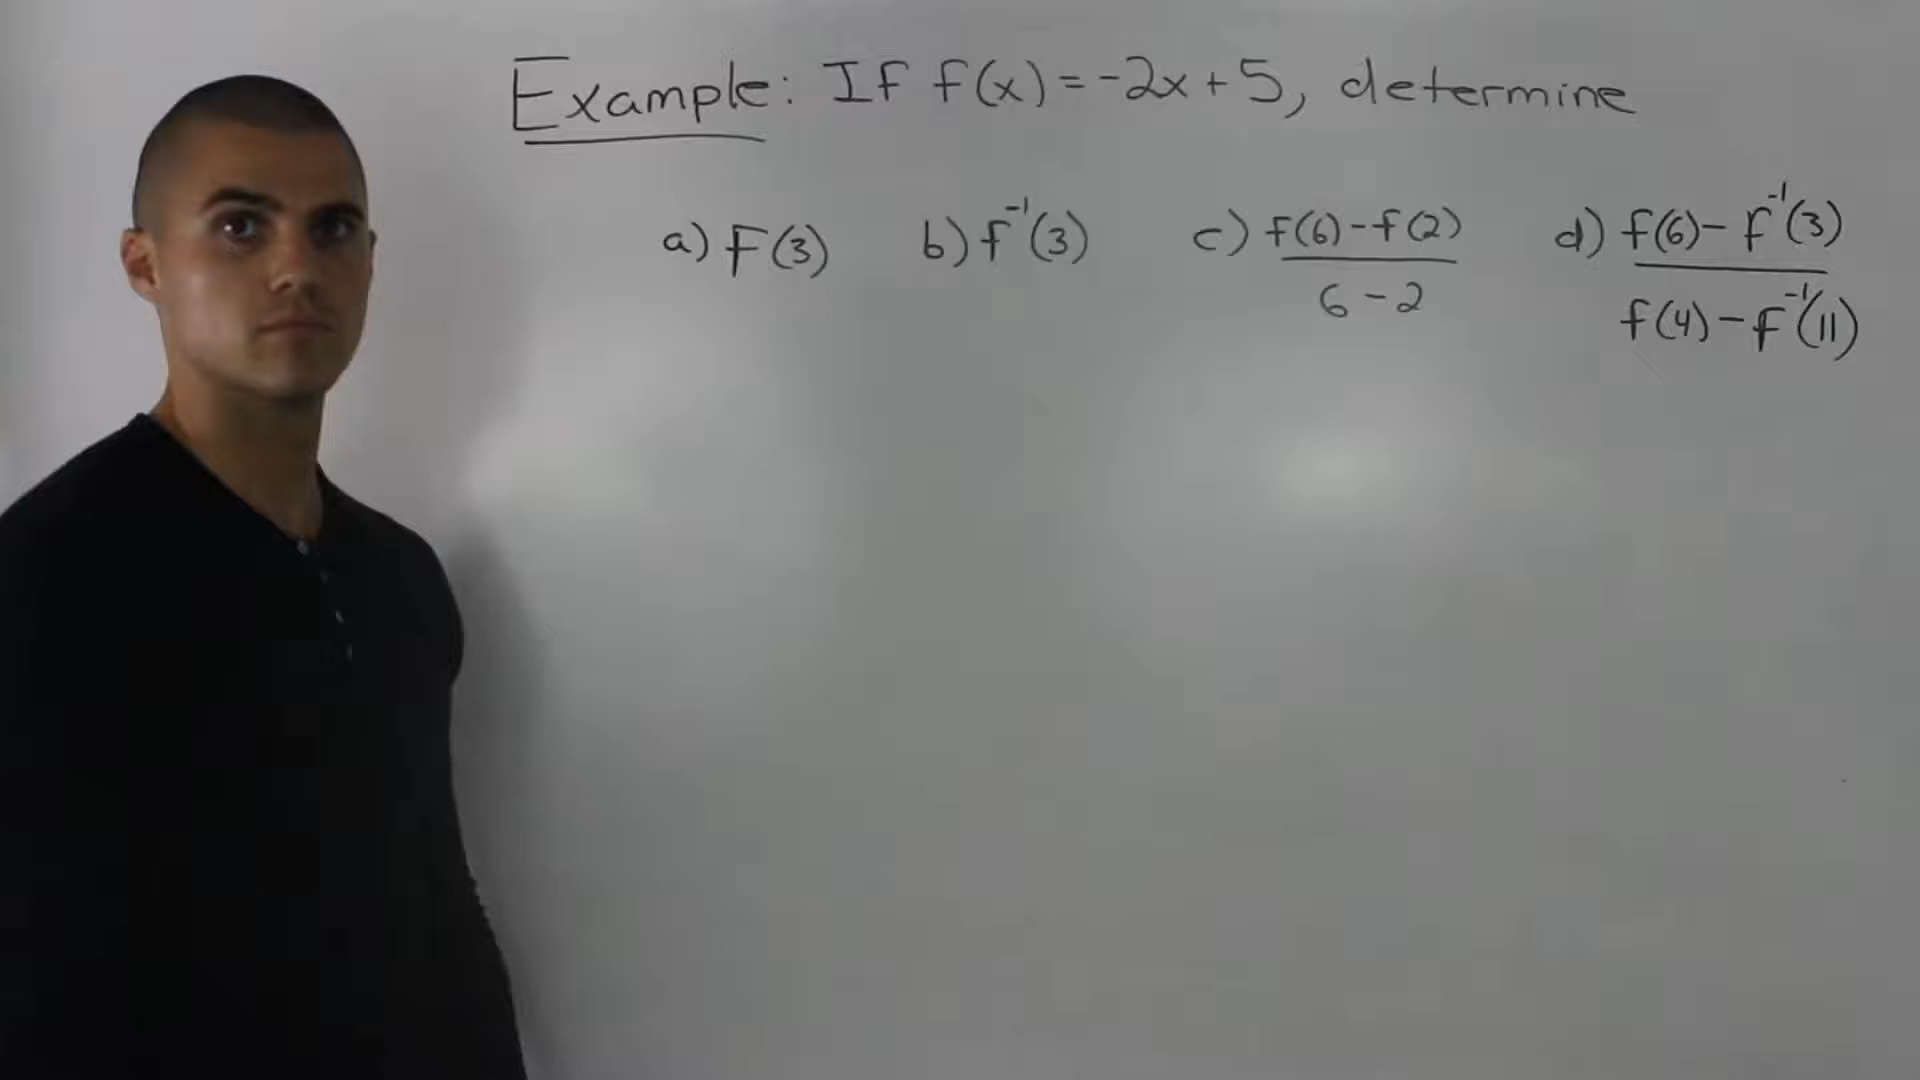 Example: If f(x) = -2x + 5, determine
a) F(3) b) f⁻¹(3) c) f(6) - f(2) / 6 - 2 d) f(6) - f⁻¹(3) / f(4) - f⁻¹(11)